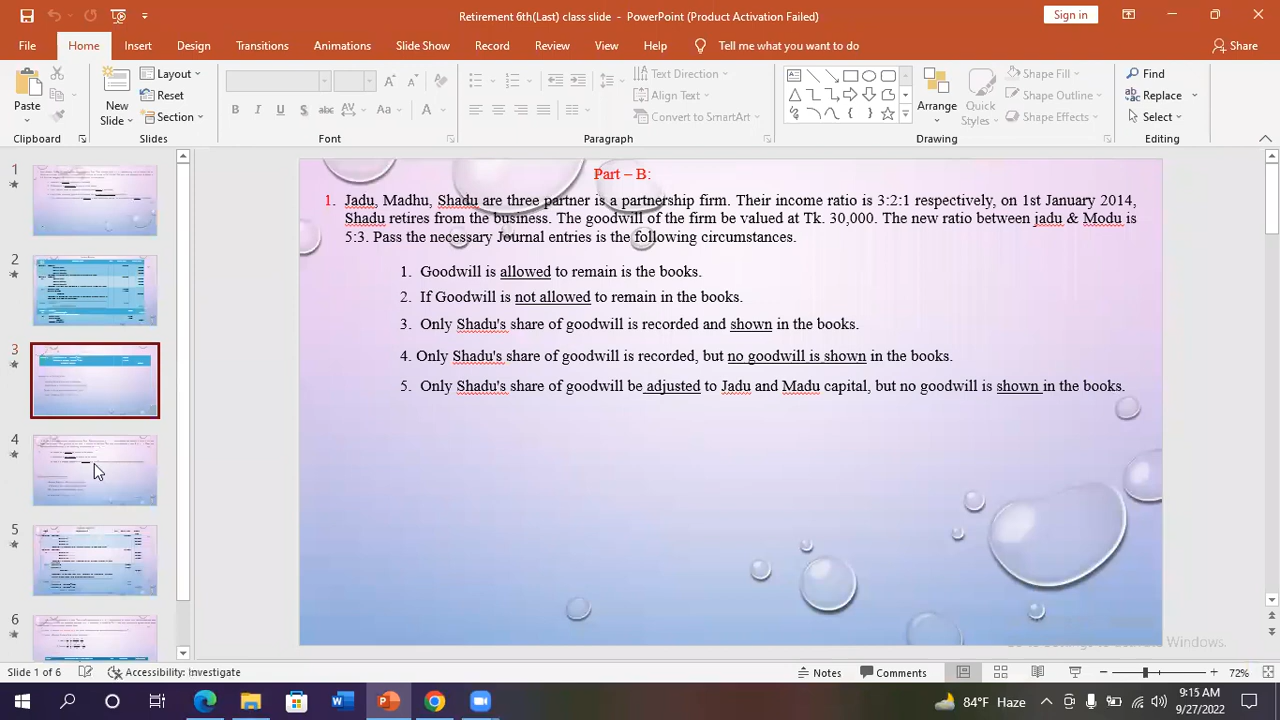 Retirement 6th(Last) class slide - PowerPoint (Product Activation Failed)
Sign in
File Home Insert Design Transitions Animations Slide Show Record Review View Help Tell me what you want to do Share
Paste
New Slide
Layout
Reset
Section
B I U S abc AV Aa A
Text Direction
Align Text
Convert to SmartArt
Arrange
Quick Styles
Shape Fill
Shape Outline
Shape Effects
Find
Replace
Select
Clipboard Slides Font Paragraph Drawing Editing
1
2
3
4
5
6
Part – B:
1. Jadu, Madhu, Shadu are three partner is a partnership firm. Their income ratio is 3:2:1 respectively, on 1st January 2014,
Shadu retires from the business. The goodwill of the firm be valued at Tk. 30,000. The new ratio between jadu & Modu is
5:3. Pass the necessary Journal entries is the following circumstances.
1. Goodwill is allowed to remain is the books.
2. If Goodwill is not allowed to remain in the books.
3. Only Shadu's share of goodwill is recorded and shown in the books.
4. Only Shadu's share of goodwill is recorded, but no goodwill is shown in the books.
5. Only Shadu's share of goodwill be adjusted to Jadu and Madu capital, but no goodwill is shown in the books.
Slide 1 of 6 Accessibility: Investigate Notes Comments 72%
84°F Haze
9:15 AM
9/27/2022